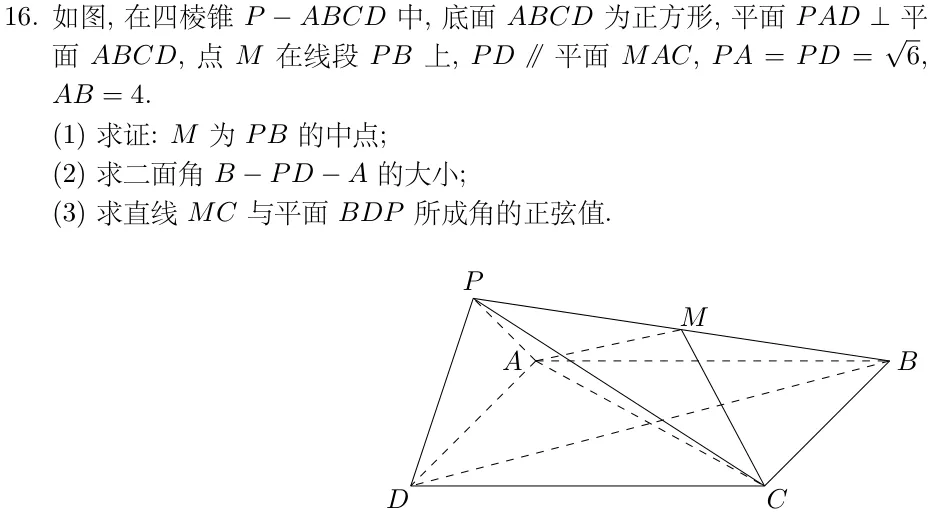 16. 如图, 在四棱锥 P − ABCD 中, 底面 ABCD 为正方形, 平面 PAD ⊥ 平
面 ABCD, 点 M 在线段 PB 上, PD ∥ 平面 MAC, PA = PD = √6,
AB = 4.
(1) 求证: M 为 PB 的中点;
(2) 求二面角 B − PD − A 的大小;
(3) 求直线 MC 与平面 BDP 所成角的正弦值.
P
M
A
B
D
C